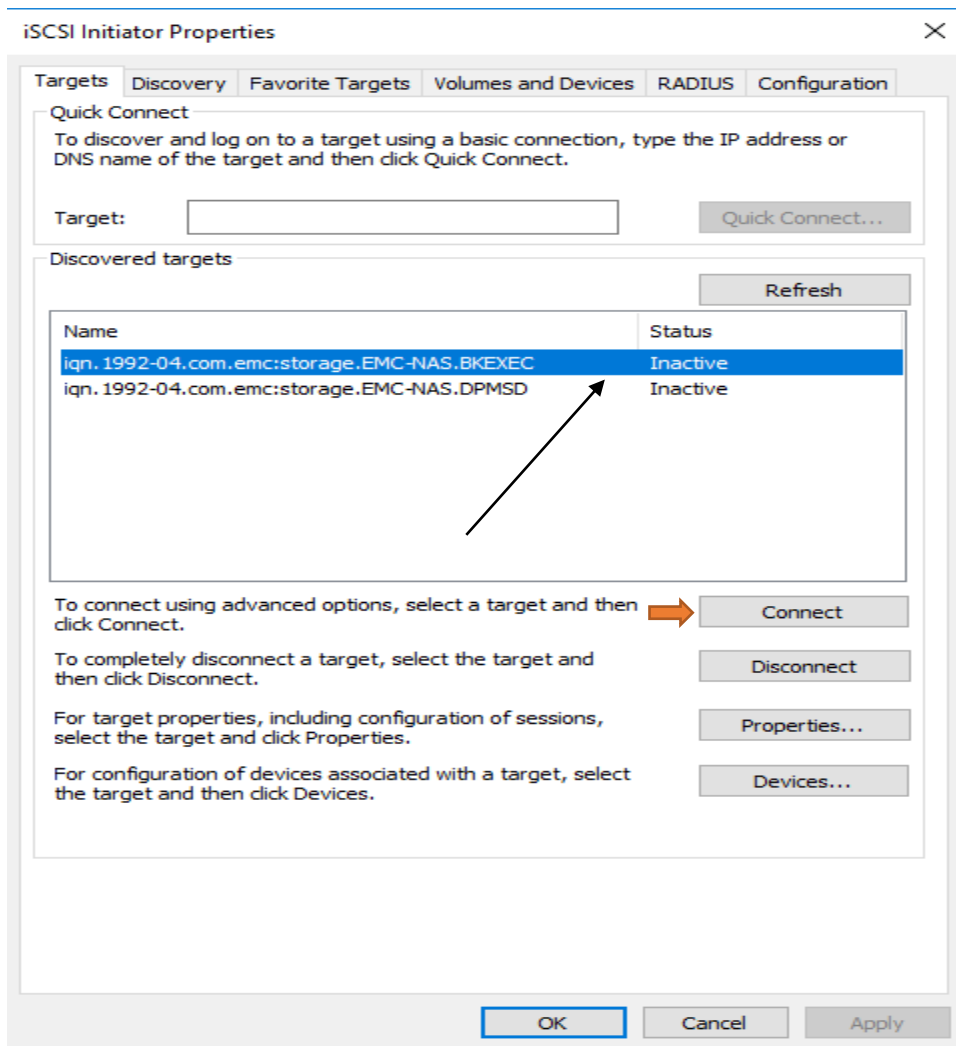 iSCSI Initiator Properties
Targets Discovery Favorite Targets Volumes and Devices RADIUS Configuration
Quick Connect
To discover and log on to a target using a basic connection, type the IP address or
DNS name of the target and then click Quick Connect.
Target: Quick Connect...
Discovered targets
Refresh
Name Status
iqn.1992-04.com.emc:storage.EMC-NAS.BKEXEC Inactive
iqn.1992-04.com.emc:storage.EMC-NAS.DPMSD Inactive
To connect using advanced options, select a target and then
click Connect.
Connect
To completely disconnect a target, select the target and
then click Disconnect.
Disconnect
For target properties, including configuration of sessions,
select the target and click Properties.
Properties...
For configuration of devices associated with a target, select
the target and then click Devices.
Devices...
OK Cancel Apply